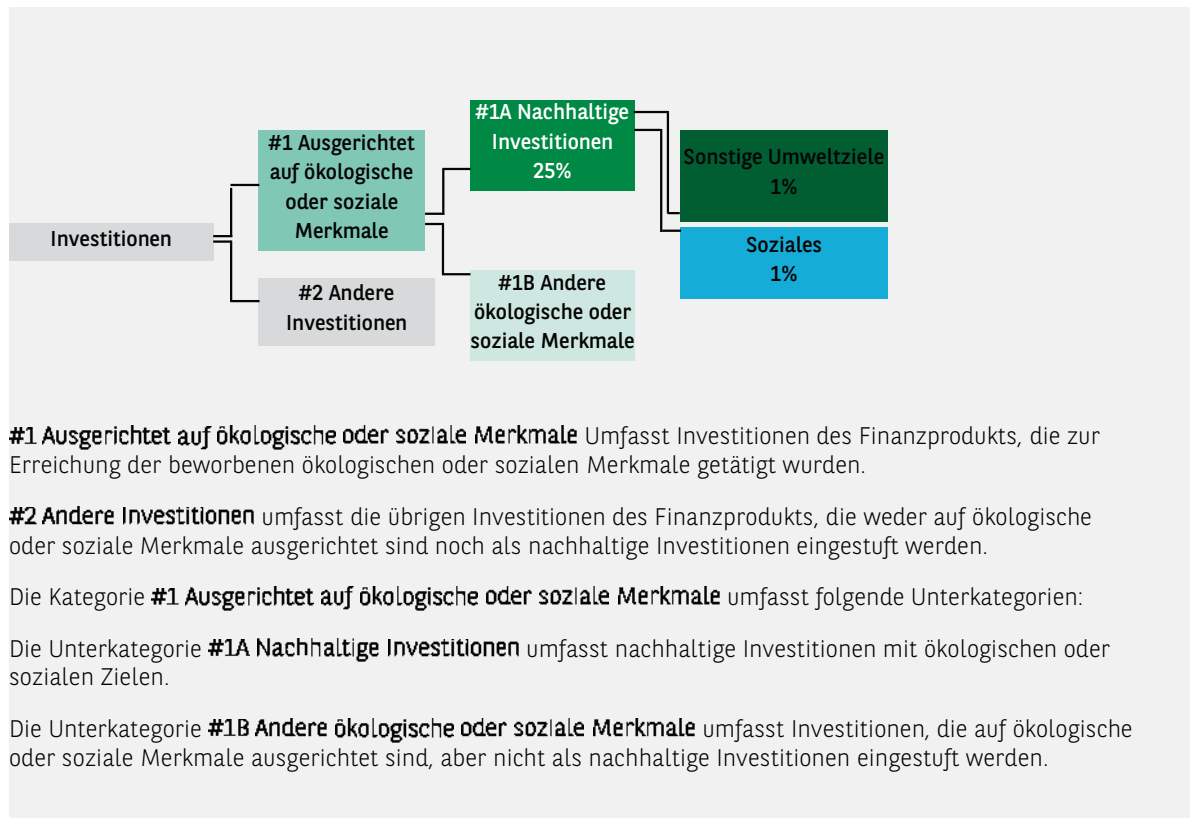 Investitionen
#1 Ausgerichtet
auf ökologische
oder soziale
Merkmale
#2 Andere
Investitionen
#1A Nachhaltige
Investitionen
25%
#1B Andere
ökologische oder
soziale Merkmale
Sonstige Umweltziele
1%
Soziales
1%
#1 Ausgerichtet auf ökologische oder soziale Merkmale Umfasst Investitionen des Finanzprodukts, die zur
Erreichung der beworbenen ökologischen oder sozialen Merkmale getätigt wurden.
#2 Andere Investitionen umfasst die übrigen Investitionen des Finanzprodukts, die weder auf ökologische
oder soziale Merkmale ausgerichtet sind noch als nachhaltige Investitionen eingestuft werden.
Die Kategorie #1 Ausgerichtet auf ökologische oder soziale Merkmale umfasst folgende Unterkategorien:
Die Unterkategorie #1A Nachhaltige Investitionen umfasst nachhaltige Investitionen mit ökologischen oder
sozialen Zielen.
Die Unterkategorie #1B Andere ökologische oder soziale Merkmale umfasst Investitionen, die auf ökologische
oder soziale Merkmale ausgerichtet sind, aber nicht als nachhaltige Investitionen eingestuft werden.